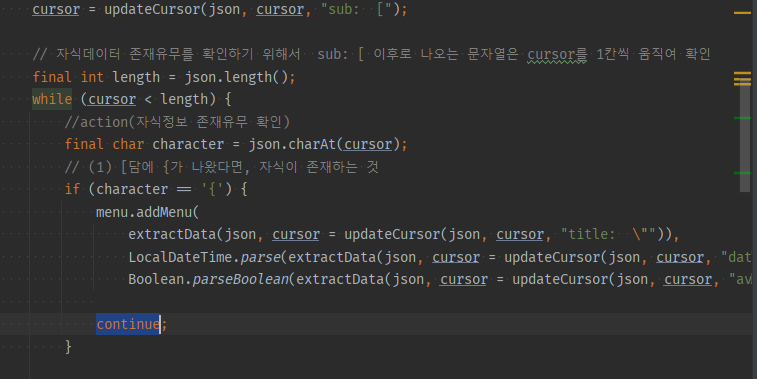 cursor = updateCursor(json, cursor, "sub: [");
// 자식데이터 존재유무를 확인하기 위해서 sub: [ 이후로 나오는 문자열은 cursor를 1칸씩 움직여 확인
final int length = json.length();
while (cursor < length) {
//action(자식정보 존재유무 확인)
final char character = json.charAt(cursor);
// (1) [담에 {가 나왔다면, 자식이 존재하는 것
if (character == '{') {
menu.addMenu(
extractData(json, cursor = updateCursor(json, cursor, "title: \"")),
LocalDateTime.parse(extractData(json, cursor = updateCursor(json, cursor, "dat
Boolean.parseBoolean(extractData(json, cursor = updateCursor(json, cursor, "av
continue;
}